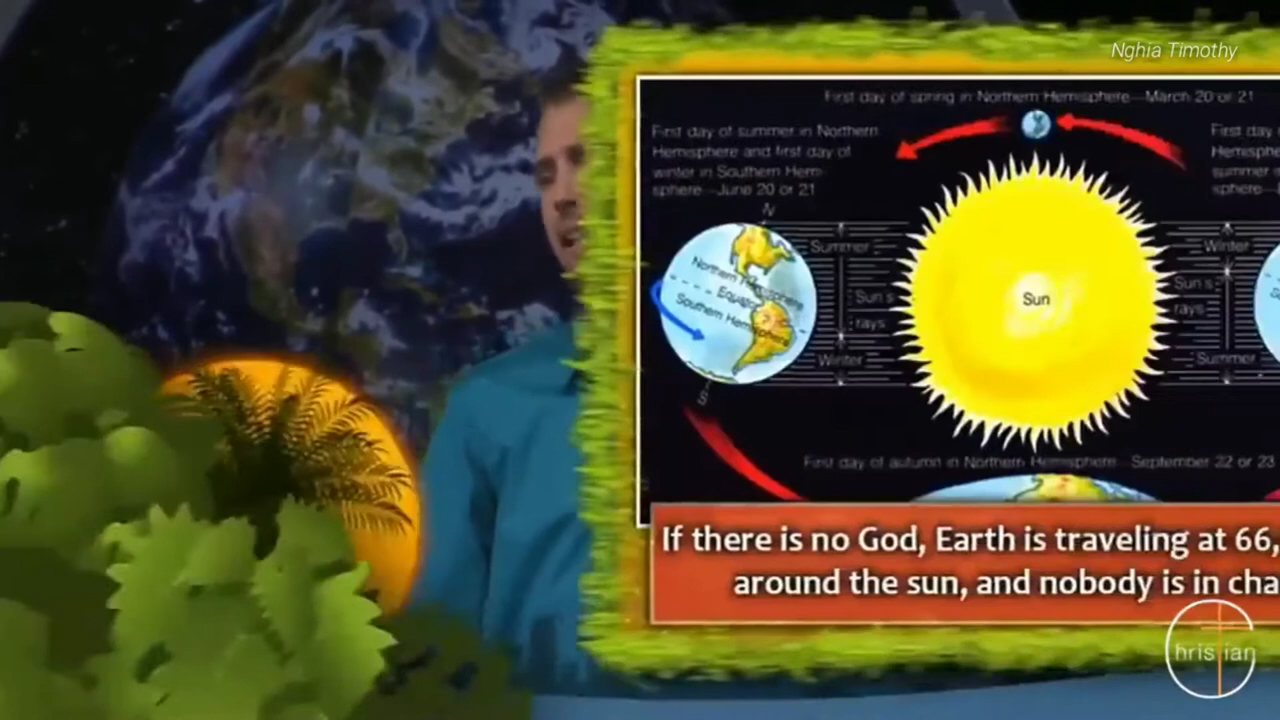 Nghia Timothy
First day of spring in Northern Hemisphere—March 20 or 21
First day of summer in Northern
Hemisphere and first day of
winter in Southern Hemi-
sphere—June 20 or 21
First day
Hemisphe
summer i
sphere—
N
Summer
Winter
Northern Hemisphere
Equator
Southern Hemisphere
Sun's
rays
Sun
Sun's
rays
Winter
Summer
S
First day of autumn in Northern Hemisphere—September 22 or 23
If there is no God, Earth is traveling at 66,
around the sun, and nobody is in cha
hristian